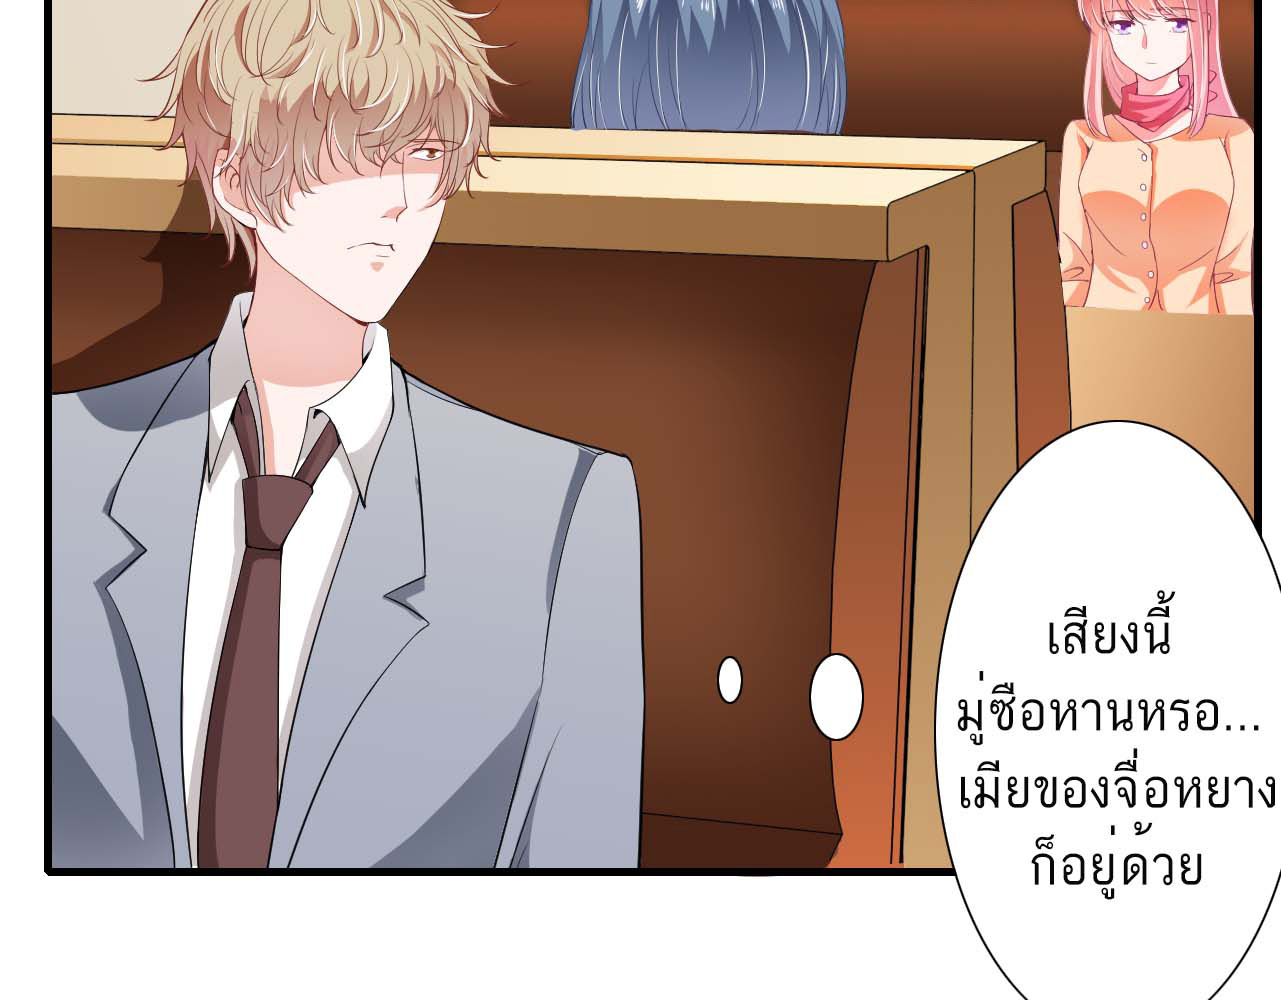 เสียงนี้
มู่ซือหานหรอ...
เมียของจื่อหยาง
ก็อยู่ด้วย